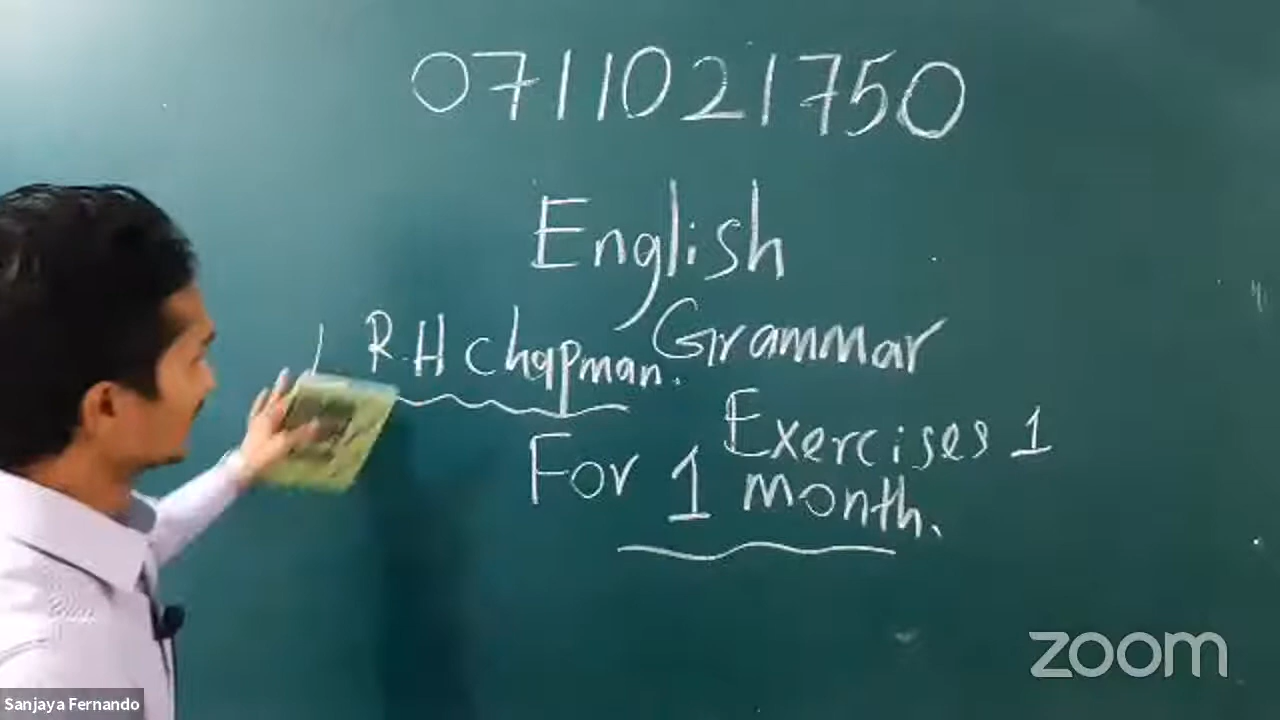 0711021750
English
R.H Chapman. Grammar
Exercises 1
For 1 month.
zoom
Sanjaya Fernando